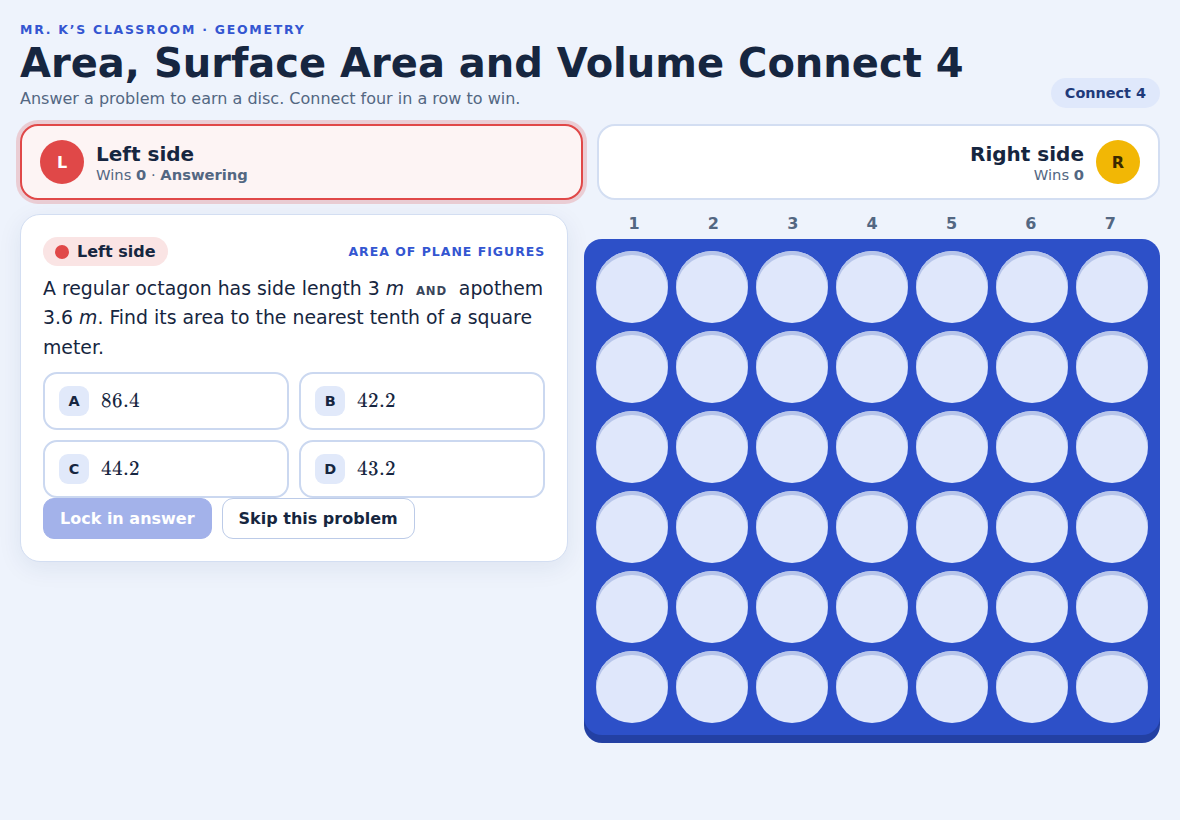 MR. K’S CLASSROOM · GEOMETRY
Area, Surface Area and Volume Connect 4
Answer a problem to earn a disc. Connect four in a row to win.
Connect 4
L
Left side
Wins 0 · Answering
Right side
Wins 0
R
Left side
AREA OF PLANE FIGURES
A regular octagon has side length 3 m AND apothem
3.6 m. Find its area to the nearest tenth of a square
meter.
A 86.4
B 42.2
C 44.2
D 43.2
Lock in answer
Skip this problem
1 2 3 4 5 6 7